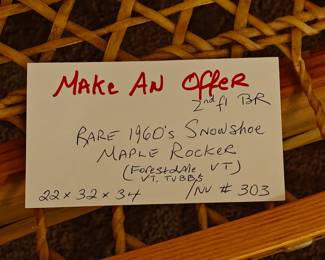 MAKE AN OFFER
2nd fl BR
RARE 1960's SNOWSHOE
MAPLE ROCKER
(Forestdale, VT)
VT. TUBBS
22 x 32 x 34 INV # 303